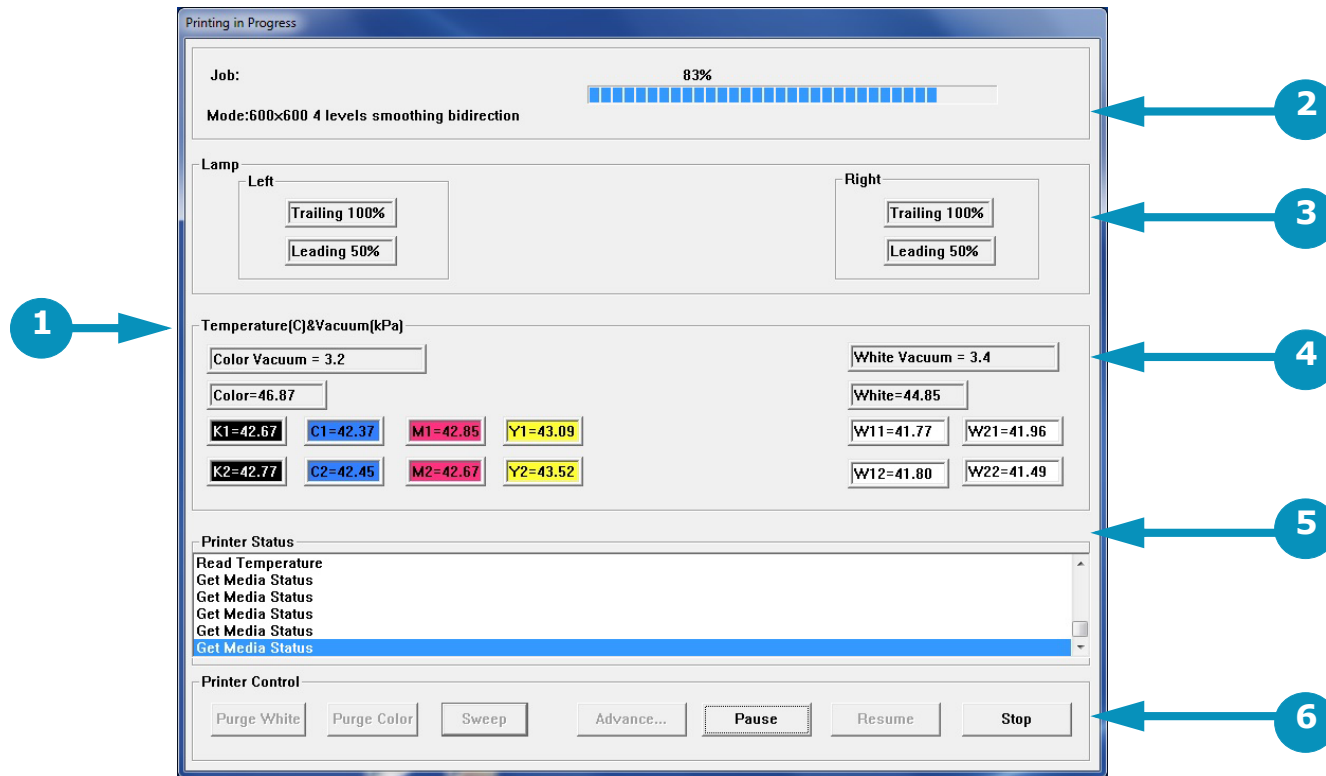 Printing in Progress
Job:
83%
Mode:600x600 4 levels smoothing bidirection
2
Lamp
Left
Right
Trailing 100%
Trailing 100%
3
Leading 50%
Leading 50%
1
Temperature(C)&Vacuum(kPa)
Color Vacuum = 3.2
White Vacuum = 3.4
4
Color=46.87
White=44.85
K1=42.67 C1=42.37 M1=42.85 Y1=43.09
W11=41.77 W21=41.96
K2=42.77 C2=42.45 M2=42.67 Y2=43.52
W12=41.80 W22=41.49
5
Printer Status
Read Temperature
Get Media Status
Get Media Status
Get Media Status
Get Media Status
Get Media Status
Printer Control
Purge White Purge Color Sweep Advance... Pause Resume Stop
6